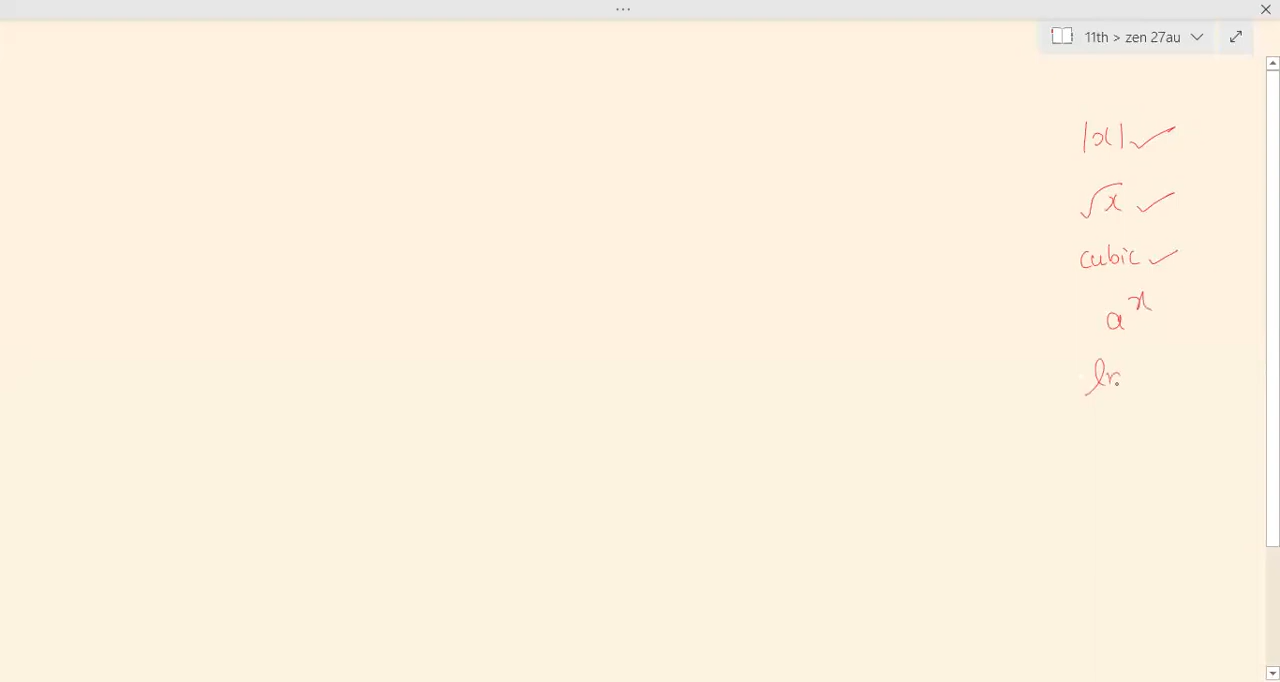 ...
11th > zen 27au
|x| ✓
√x ✓
cubic ✓
a^x
ln